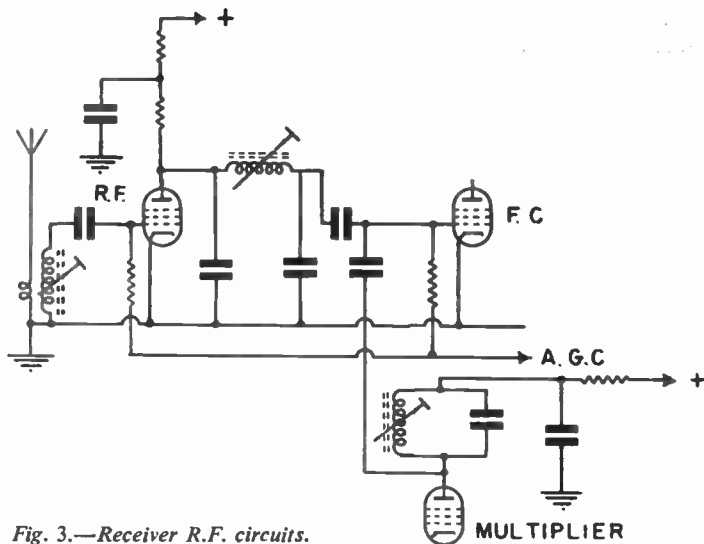 +
R.F.
F.C
A.G.C
+
MULTIPLIER
Fig. 3.—Receiver R.F. circuits.